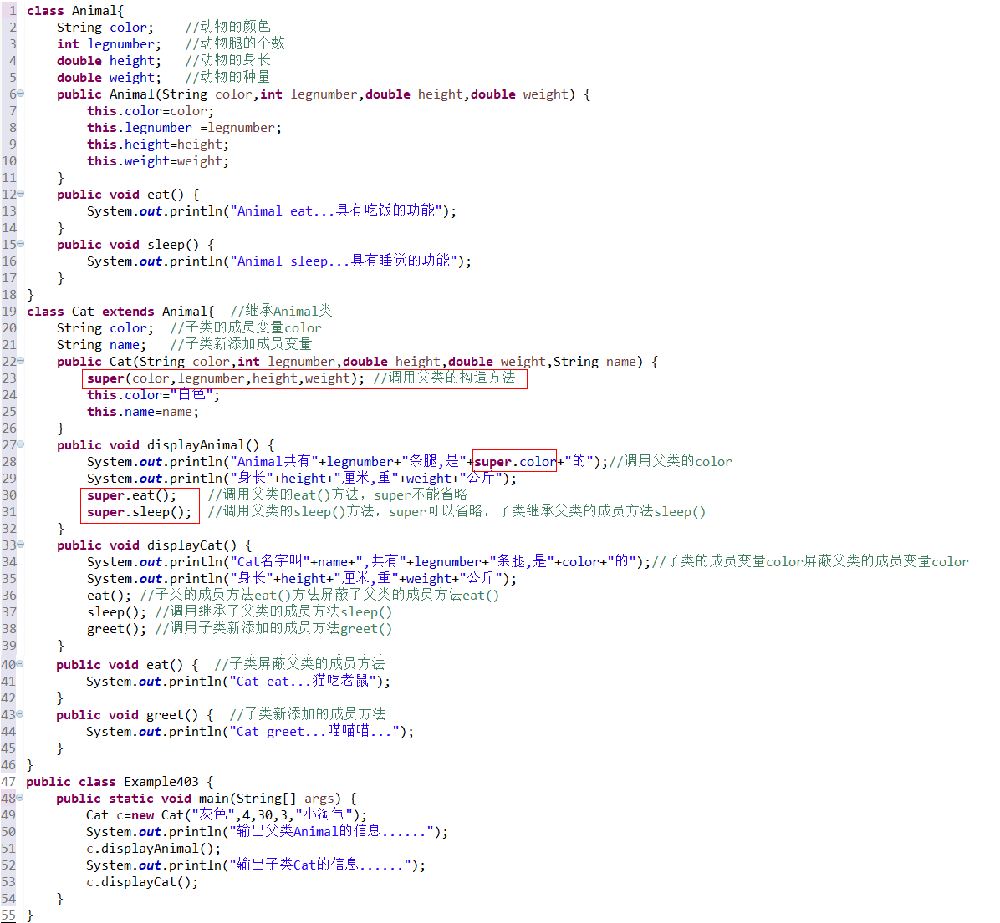 1 class Animal{
2     String color;    //动物的颜色
3     int legnumber;   //动物腿的个数
4     double height;   //动物的身长
5     double weight;   //动物的种量
6     public Animal(String color,int legnumber,double height,double weight) {
7         this.color=color;
8         this.legnumber =legnumber;
9         this.height=height;
10         this.weight=weight;
11     }
12     public void eat() {
13         System.out.println("Animal eat...具有吃饭的功能");
14     }
15     public void sleep() {
16         System.out.println("Animal sleep...具有睡觉的功能");
17     }
18 }
19 class Cat extends Animal{  //继承Animal类
20     String color;  //子类的成员变量color
21     String name;   //子类新添加成员变量
22     public Cat(String color,int legnumber,double height,double weight,String name) {
23         super(color,legnumber,height,weight); //调用父类的构造方法
24         this.color="白色";
25         this.name=name;
26     }
27     public void displayAnimal() {
28         System.out.println("Animal共有"+legnumber+"条腿,是"+super.color+"的");//调用父类的color
29         System.out.println("身长"+height+"厘米,重"+weight+"公斤");
30         super.eat();    //调用父类的eat()方法，super不能省略
31         super.sleep();  //调用父类的sleep()方法，super可以省略，子类继承父类的成员方法sleep()
32     }
33     public void displayCat() {
34         System.out.println("Cat名字叫"+name+",共有"+legnumber+"条腿,是"+color+"的");//子类的成员变量color屏蔽父类的成员变量color
35         System.out.println("身长"+height+"厘米,重"+weight+"公斤");
36         eat(); //子类的成员方法eat()方法屏蔽了父类的成员方法eat()
37         sleep(); //调用继承了父类的成员方法sleep()
38         greet(); //调用子类新添加的成员方法greet()
39     }
40     public void eat() {  //子类屏蔽父类的成员方法
41         System.out.println("Cat eat...猫吃老鼠");
42     }
43     public void greet() {  //子类新添加的成员方法
44         System.out.println("Cat greet...喵喵喵...");
45     }
46 }
47 public class Example403 {
48     public static void main(String[] args) {
49         Cat c=new Cat("灰色",4,30,3,"小淘气");
50         System.out.println("输出父类Animal的信息......");
51         c.displayAnimal();
52         System.out.println("输出子类Cat的信息......");
53         c.displayCat();
54     }
55 }